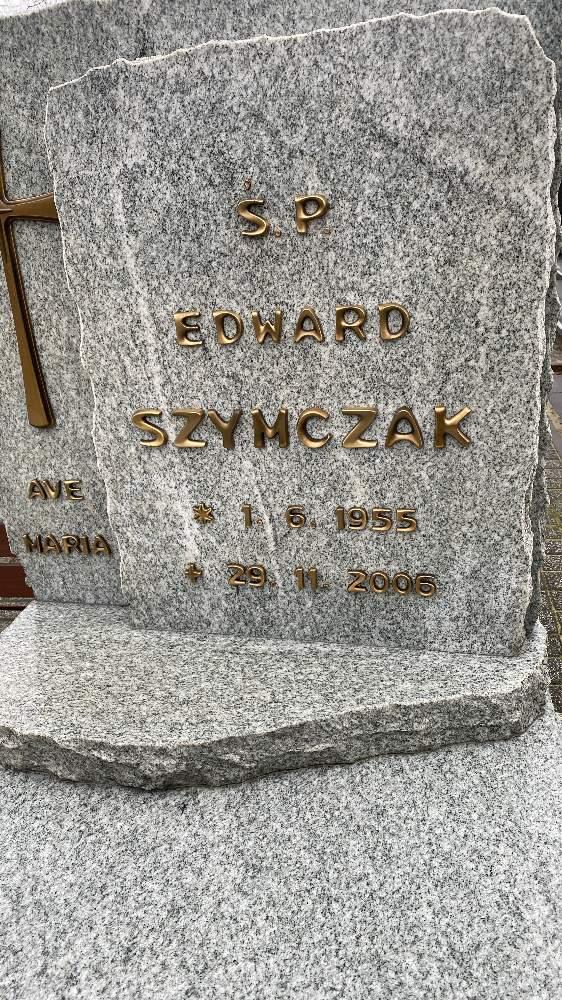 Ś. P.
EDWARD
SZYMCZAK
* 1. 6. 1955
+ 29. 11. 2006
AVE
MARIA